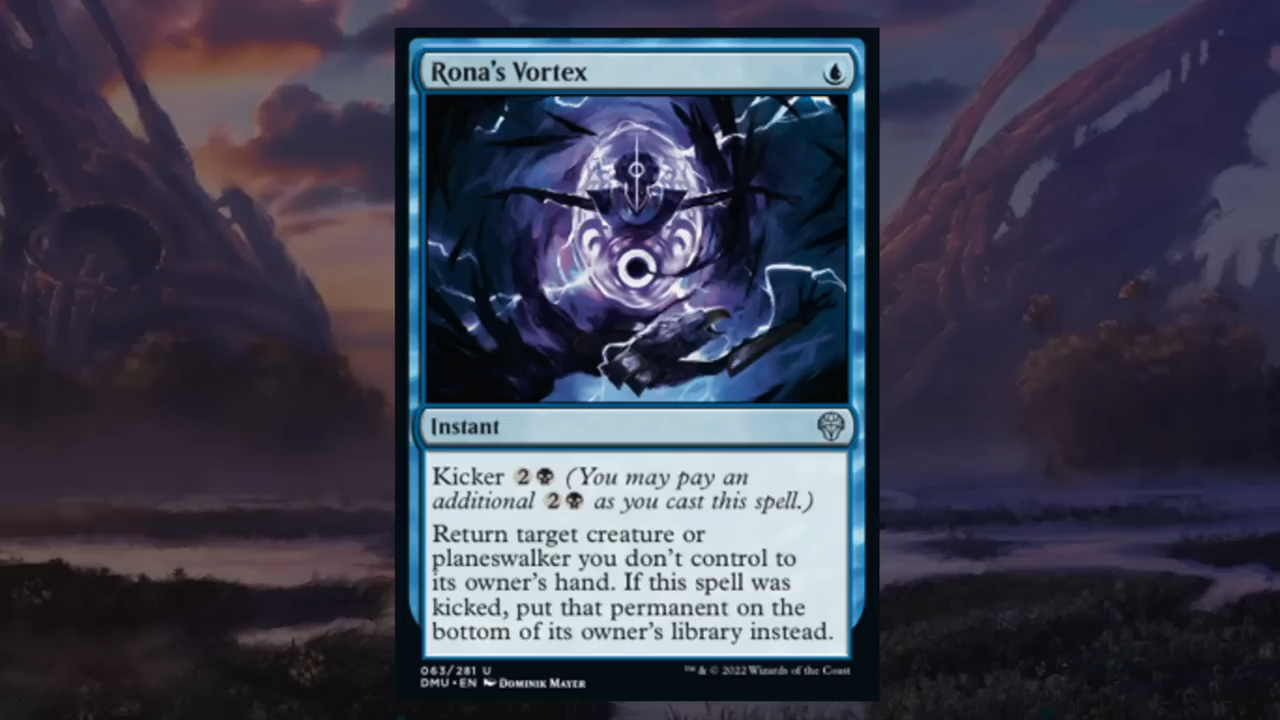 Rona's Vortex
Instant
Kicker 2 (You may pay an
additional 2 as you cast this spell.)
Return target creature or
planeswalker you don't control to
its owner's hand. If this spell was
kicked, put that permanent on the
bottom of its owner's library instead.
063/281 U
™ & © 2022 Wizards of the Coast
DMU • EN Dominik Mayer